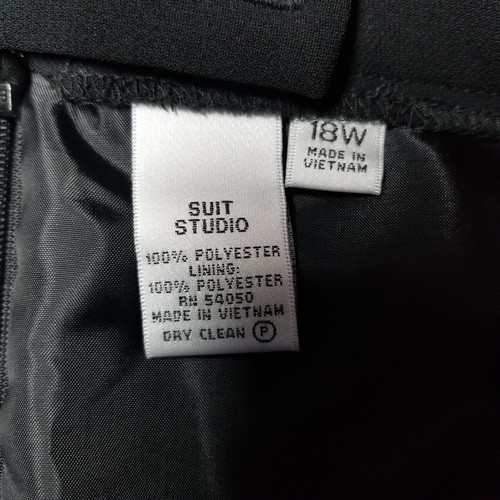 SUIT
STUDIO
100% POLYESTER
LINING:
100% POLYESTER
RN 54050
MADE IN VIETNAM
DRY CLEAN P
18W
MADE IN
VIETNAM